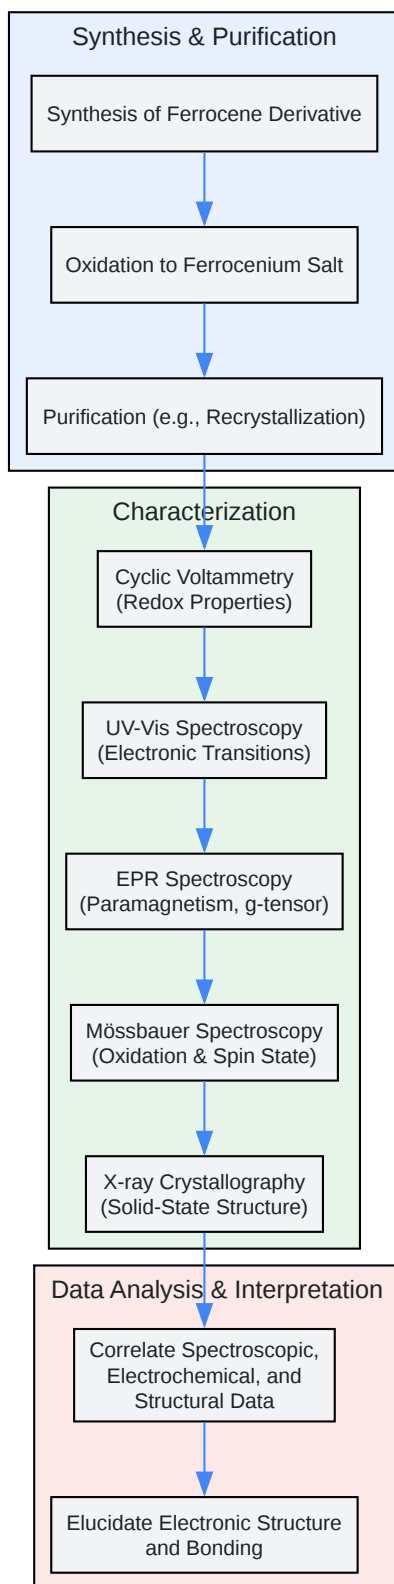 Synthesis & Purification
Synthesis of Ferrocene Derivative
Oxidation to Ferrocenium Salt
Purification (e.g., Recrystallization)
Characterization
Cyclic Voltammetry
(Redox Properties)
UV-Vis Spectroscopy
(Electronic Transitions)
EPR Spectroscopy
(Paramagnetism, g-tensor)
Mössbauer Spectroscopy
(Oxidation & Spin State)
X-ray Crystallography
(Solid-State Structure)
Data Analysis & Interpretation
Correlate Spectroscopic,
Electrochemical, and
Structural Data
Elucidate Electronic Structure
and Bonding